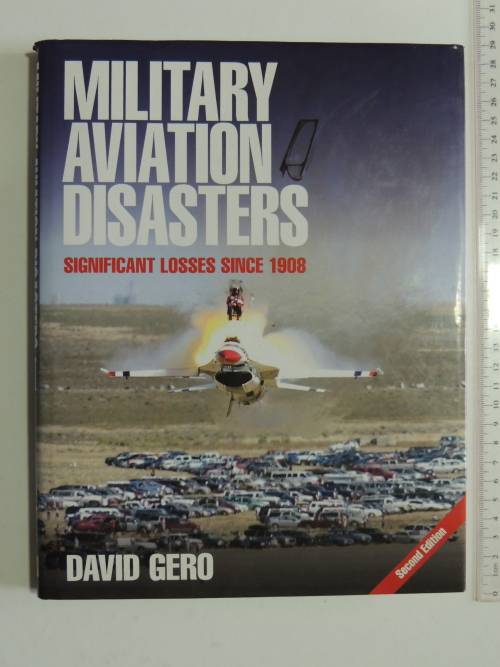 MILITARY
AVIATION
DISASTERS
SIGNIFICANT LOSSES SINCE 1908
DAVID GERO
Second Edition